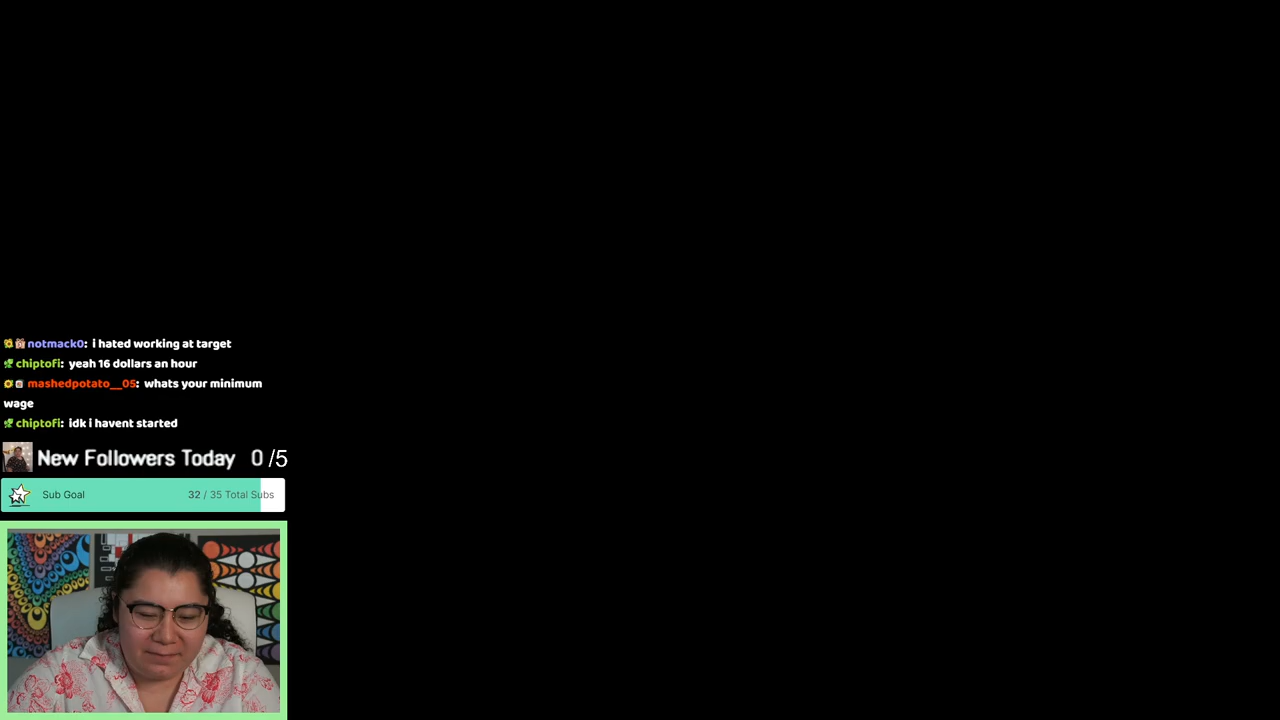 notmack0: i hated working at target
chiptofi: yeah 16 dollars an hour
mashedpotato__05: whats your minimum
wage
chiptofi: idk i havent started
New Followers Today 0 /5
Sub Goal 32 / 35 Total Subs